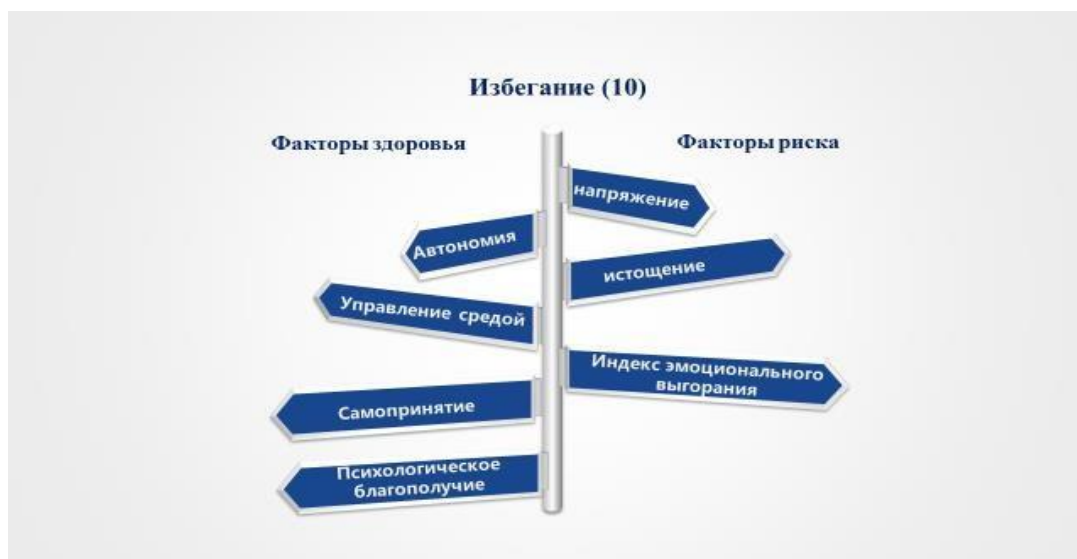 Избегание (10)
Факторы здоровья
Факторы риска
напряжение
Автономия
истощение
Управление средой
Индекс эмоционального
выгорания
Самопринятие
Психологическое
благополучие